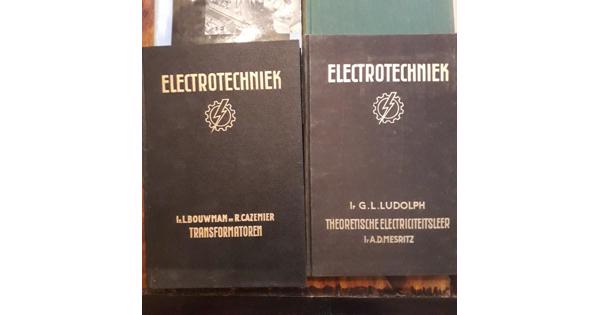 ELECTROTECHNIEK
Ir. L. BOUWMAN en R. CAZEMIER
TRANSFORMATOREN
ELECTROTECHNIEK
Ir G. L. LUDOLPH
THEORETISCHE ELECTRICITEITSLEER
Ir A.D. MESRITZ